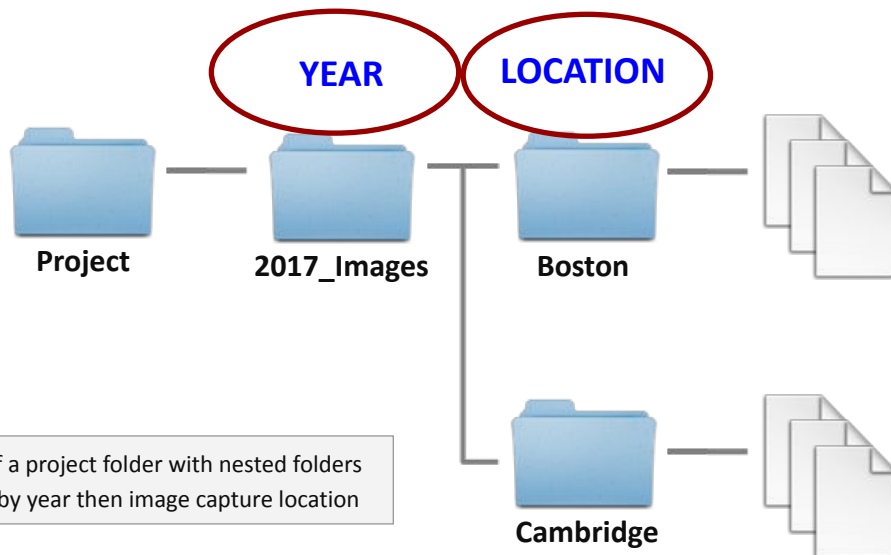 YEAR
LOCATION
Project
2017_Images
Boston
a project folder with nested folders
by year then image capture location
Cambridge